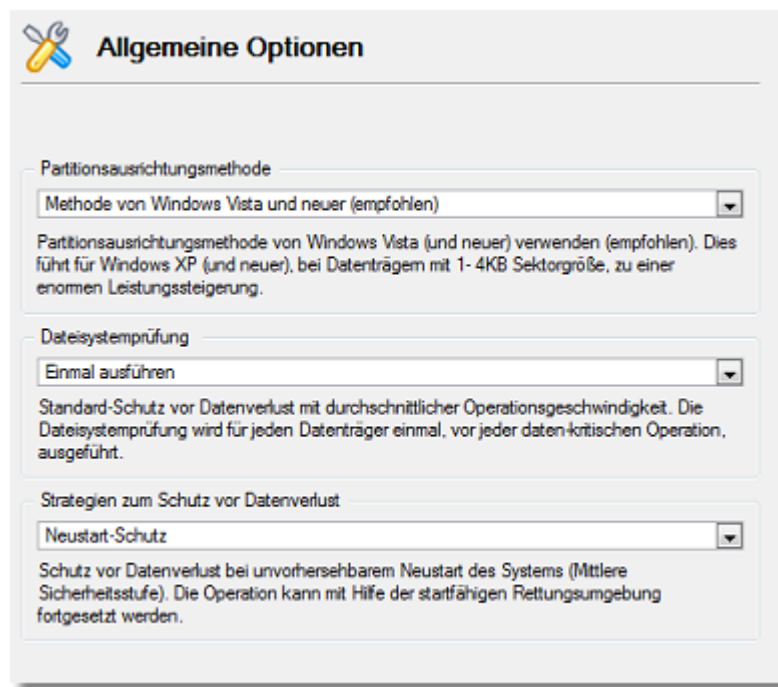 Allgemeine Optionen
Partitionsausrichtungsmethode
Methode von Windows Vista und neuer (empfohlen)
Partitionsausrichtungsmethode von Windows Vista (und neuer) verwenden (empfohlen). Dies
führt für Windows XP (und neuer), bei Datenträgern mit 1- 4KB Sektorgröße, zu einer
enormen Leistungssteigerung.
Dateisystemprüfung
Einmal ausführen
Standard-Schutz vor Datenverlust mit durchschnittlicher Operationsgeschwindigkeit. Die
Dateisystemprüfung wird für jeden Datenträger einmal, vor jeder daten-kritischen Operation,
ausgeführt.
Strategien zum Schutz vor Datenverlust
Neustart-Schutz
Schutz vor Datenverlust bei unvorhersehbarem Neustart des Systems (Mittlere
Sicherheitsstufe). Die Operation kann mit Hilfe der startfähigen Rettungsumgebung
fortgesetzt werden.